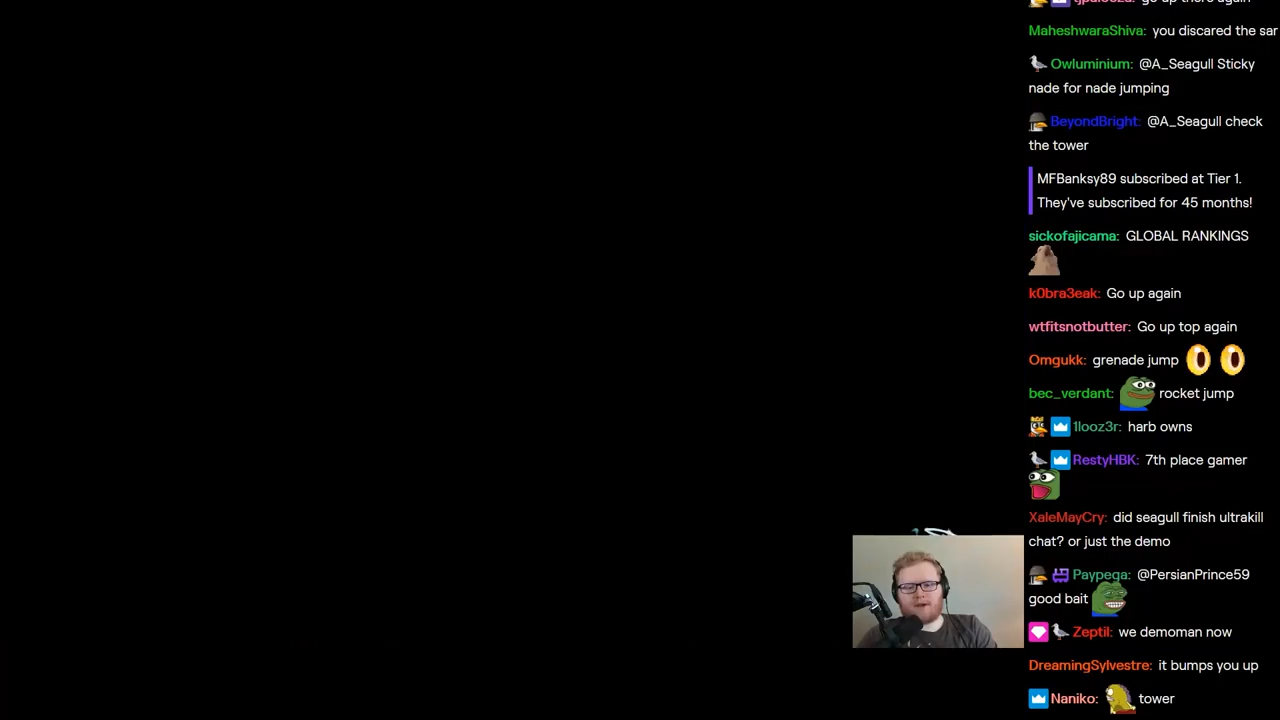 go up there again
MaheshwaraShiva: you discared the sar
Owluminium: @A_Seagull Sticky
nade for nade jumping
BeyondBright: @A_Seagull check
the tower
MFBanksy89 subscribed at Tier 1.
They've subscribed for 45 months!
sickofajicama: GLOBAL RANKINGS
k0bra3eak: Go up again
wtfitsnotbutter: Go up top again
Omgukk: grenade jump
bec_verdant: rocket jump
1looz3r: harb owns
RestyHBK: 7th place gamer
XaleMayCry: did seagull finish ultrakill
chat? or just the demo
Paypega: @PersianPrince59
good bait
Zeptil: we demoman now
DreamingSylvestre: it bumps you up
Naniko: tower